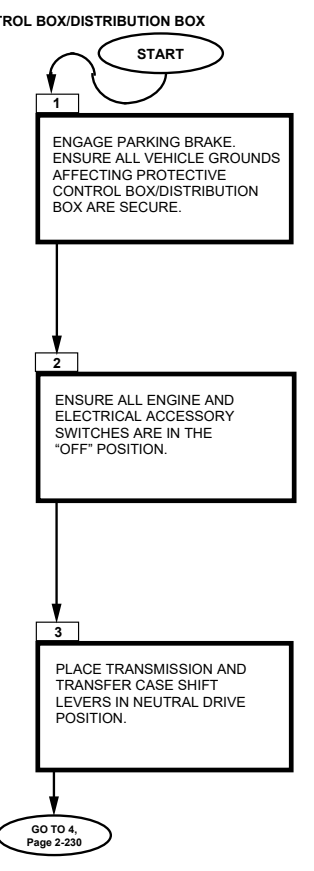 TROL BOX/DISTRIBUTION BOX
START
1
ENGAGE PARKING BRAKE.
ENSURE ALL VEHICLE GROUNDS
AFFECTING PROTECTIVE
CONTROL BOX/DISTRIBUTION
BOX ARE SECURE.
2
ENSURE ALL ENGINE AND
ELECTRICAL ACCESSORY
SWITCHES ARE IN THE
“OFF” POSITION.
3
PLACE TRANSMISSION AND
TRANSFER CASE SHIFT
LEVERS IN NEUTRAL DRIVE
POSITION.
GO TO 4,
Page 2-230